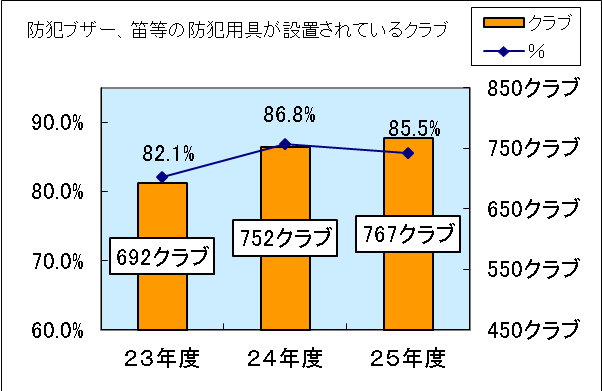 防犯ブザー、笛等の防犯用具が設置されているクラブ
クラブ
%
90.0%
80.0%
70.0%
60.0%
850クラブ
750クラブ
650クラブ
550クラブ
450クラブ
82.1%
86.8%
85.5%
692クラブ
752クラブ
767クラブ
23年度
24年度
25年度